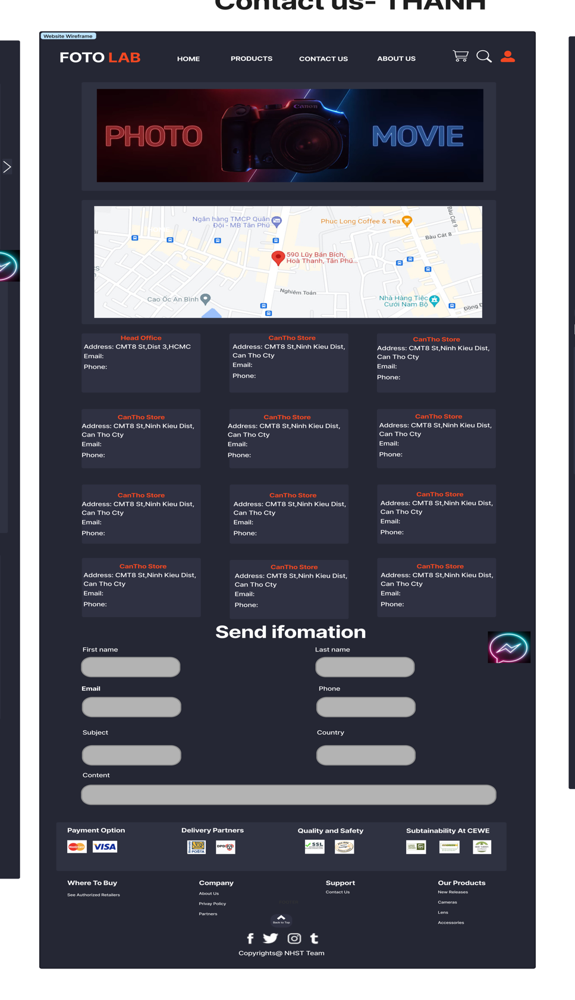 Contact us- THANH
Website Wireframe
FOTO LAB
HOME
PRODUCTS
CONTACT US
ABOUT US
Canon
PHOTO
MOVIE
Ngân hàng TMCP Quân
Đội - MB Tân Phú
Phuc Long Coffee & Tea
Bàu Cát 9
Bàu Cát 8
590 Lũy Bán Bích,
Hoà Thanh, Tân Phú...
Nghiêm Toản
Cao Ốc An Bình
Nhà Hàng Tiệc
Cưới Nam Bộ
Đồng Đ
Head Office
Address: CMT8 St,Dist 3,HCMC
Email:
Phone:
CanTho Store
Address: CMT8 St,Ninh Kieu Dist,
Can Tho Cty
Email:
Phone:
CanTho Store
Address: CMT8 St,Ninh Kieu Dist,
Can Tho Cty
Email:
Phone:
CanTho Store
Address: CMT8 St,Ninh Kieu Dist,
Can Tho Cty
Email:
Phone:
CanTho Store
Address: CMT8 St,Ninh Kieu Dist,
Can Tho Cty
Email:
Phone:
CanTho Store
Address: CMT8 St,Ninh Kieu Dist,
Can Tho Cty
Email:
Phone:
CanTho Store
Address: CMT8 St,Ninh Kieu Dist,
Can Tho Cty
Email:
Phone:
CanTho Store
Address: CMT8 St,Ninh Kieu Dist,
Can Tho Cty
Email:
Phone:
CanTho Store
Address: CMT8 St,Ninh Kieu Dist,
Can Tho Cty
Email:
Phone:
CanTho Store
Address: CMT8 St,Ninh Kieu Dist,
Can Tho Cty
Email:
Phone:
CanTho Store
Address: CMT8 St,Ninh Kieu Dist,
Can Tho Cty
Email:
Phone:
CanTho Store
Address: CMT8 St,Ninh Kieu Dist,
Can Tho Cty
Email:
Phone:
Send ifomation
First name
Last name
Email
Phone
Subject
Country
Content
Payment Option
Delivery Partners
Quality and Safety
Subtainability At CEWE
MasterCard
VISA
POŠTA
DPD
SSL
GOGREEN
ISO 14001
Where To Buy
See Authorized Retailers
Company
About Us
Privay Policy
Partners
Support
Contact Us
Our Products
New Releases
Cameras
Lens
Accessories
Back to Top
Copyrights@ NHST Team